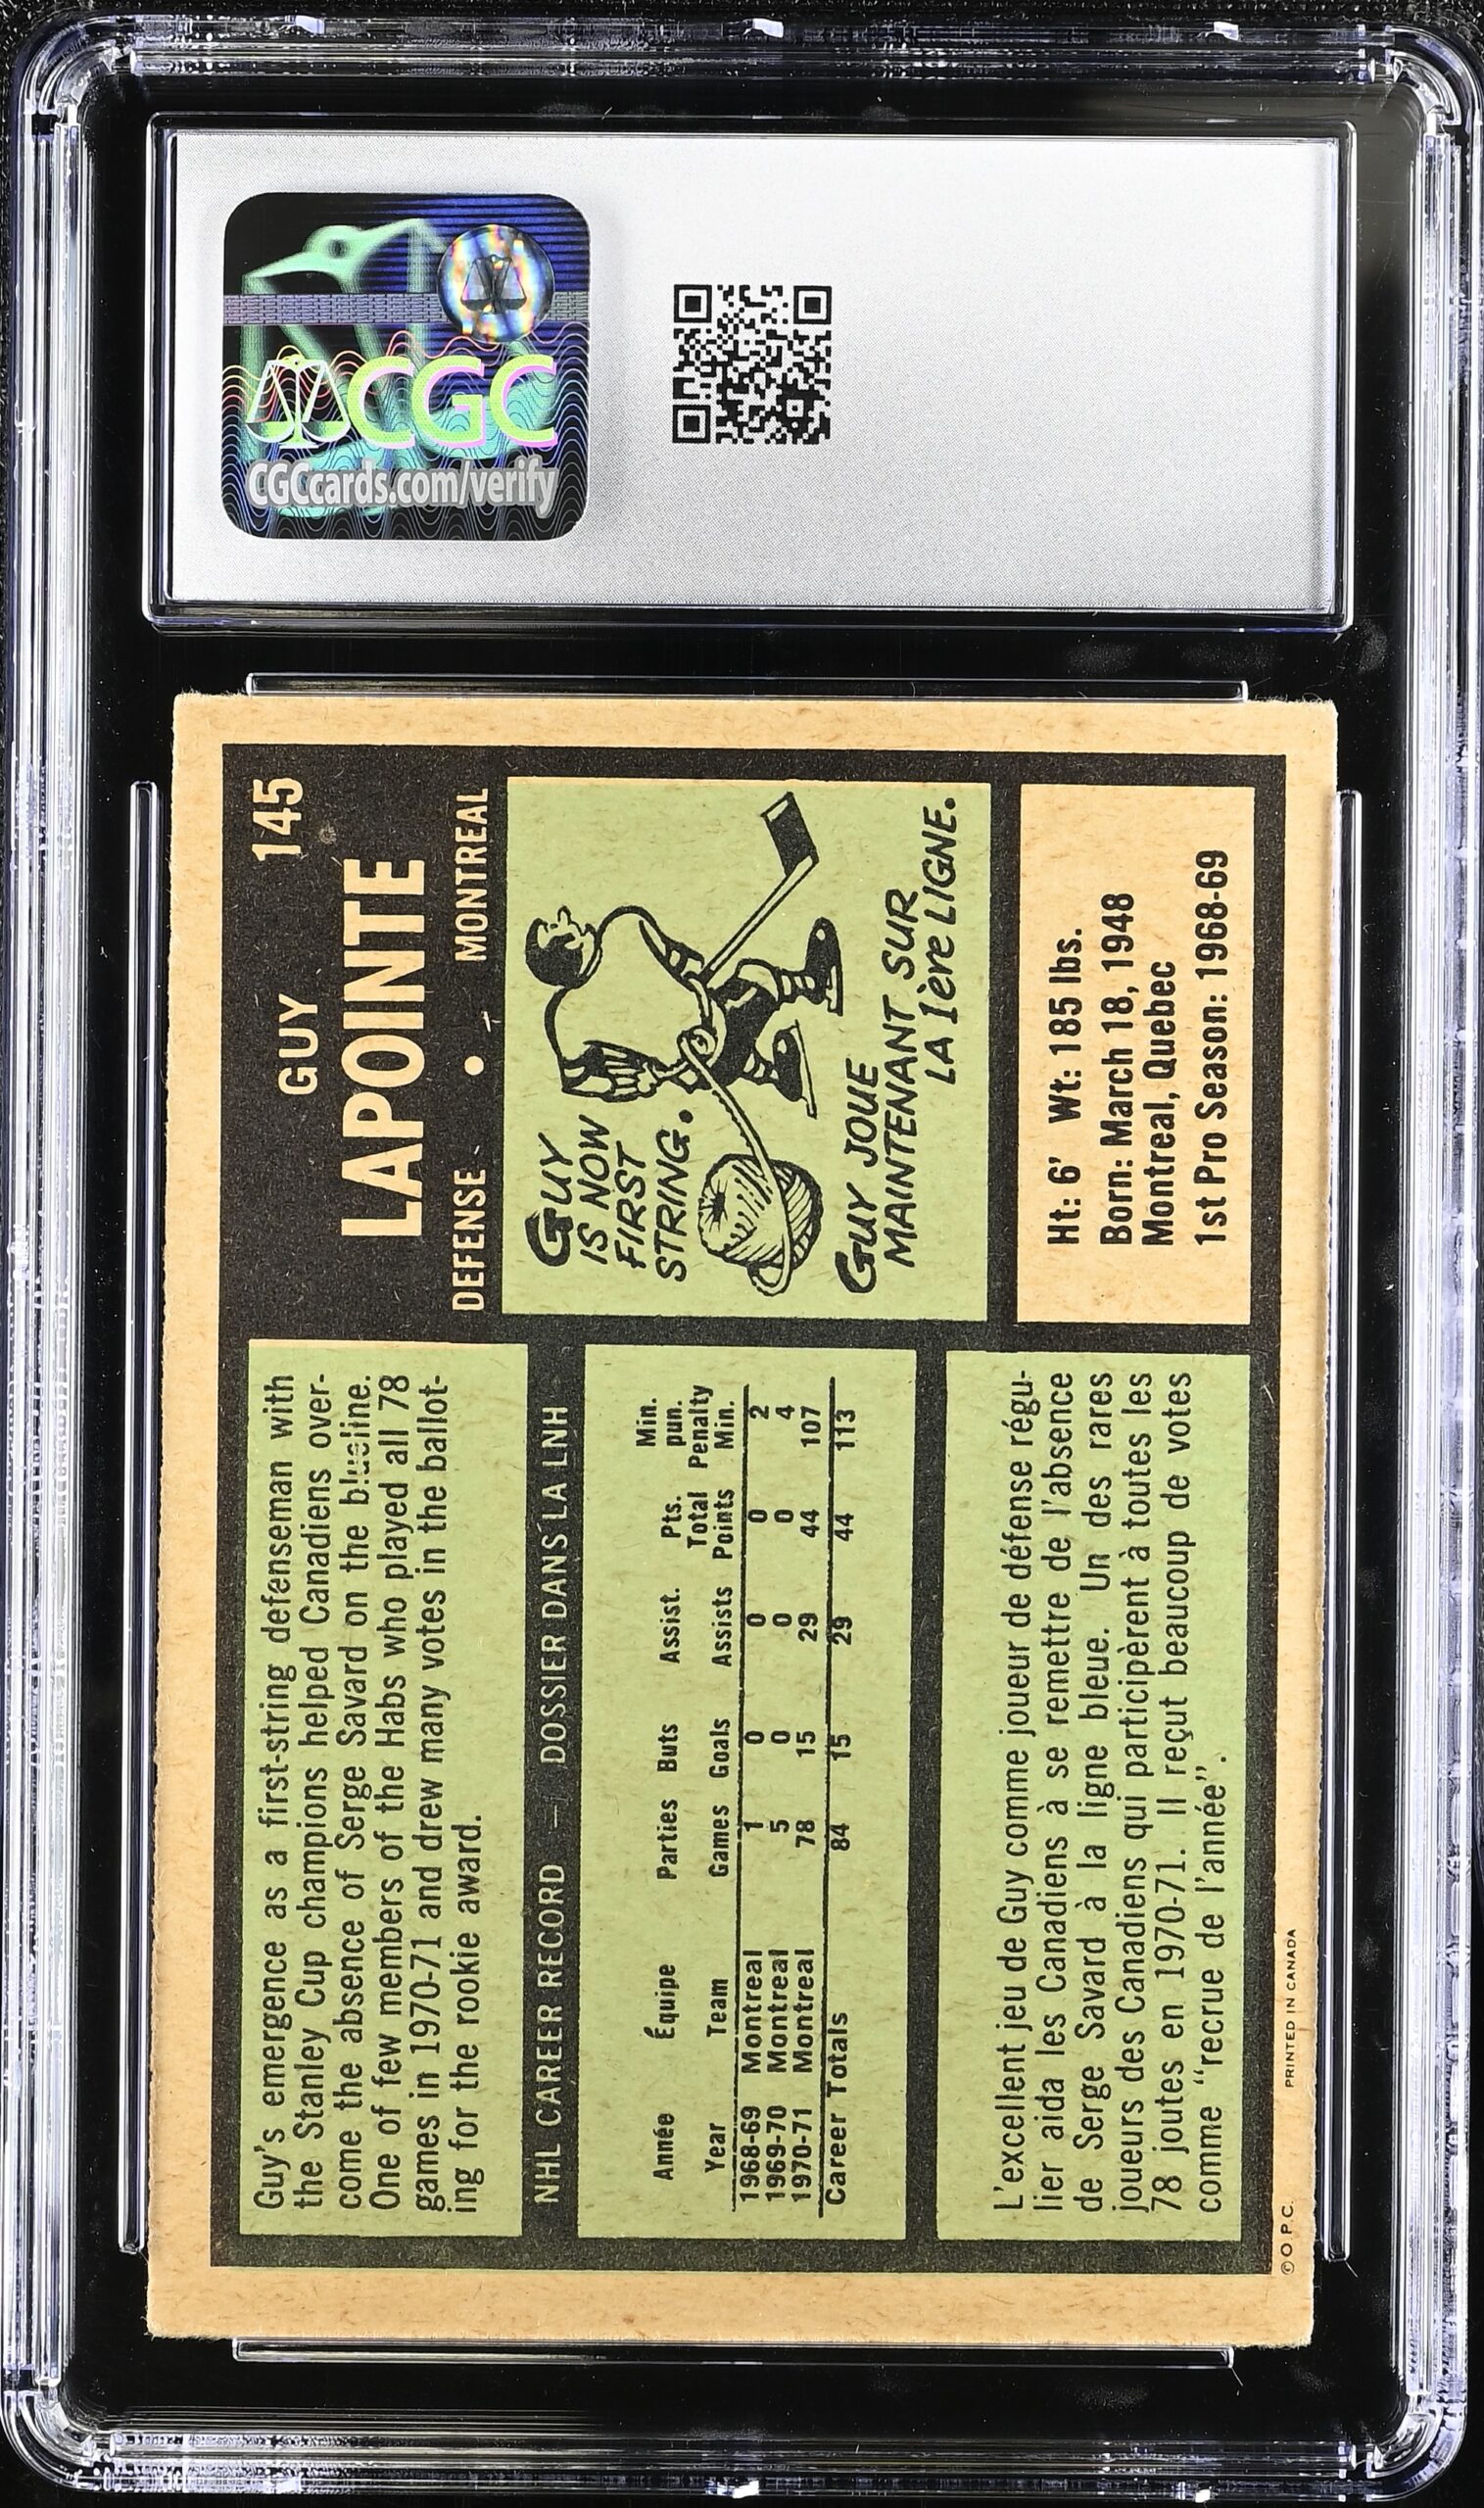 CGC
CGCcards.com/verify
Guy's emergence as a first-string defenseman with
the Stanley Cup champions helped Canadiens over-
come the absence of Serge Savard on the blueline.
One of few members of the Habs who played all 78
games in 1970-71 and drew many votes in the ballot-
ing for the rookie award.
GUY 145
LAPOINTE
DEFENSE • MONTREAL
NHL CAREER RECORD — DOSSIER DANS LA LNH
Année Équipe Parties Buts Assist. Pts. Min. pun.
Year Team Games Goals Assists Total Points Penalty Min.
1968-69 Montreal 1 0 0 0 2
1969-70 Montreal 5 0 0 0 4
1970-71 Montreal 78 15 29 44 107
Career Totals 84 15 29 44 113
GUY
IS NOW
FIRST
STRING.
GUY JOUE
MAINTENANT SUR
LA 1ère LIGNE.
L'excellent jeu de Guy comme joueur de défense régu-
lier aida les Canadiens à se remettre de l'absence
de Serge Savard à la ligne bleue. Un des rares
joueurs des Canadiens qui participèrent à toutes les
78 joutes en 1970-71. Il reçut beaucoup de votes
comme "recrue de l'année".
Ht: 6' Wt: 185 lbs.
Born: March 18, 1948
Montreal, Quebec
1st Pro Season: 1968-69
© O.P.C. PRINTED IN CANADA